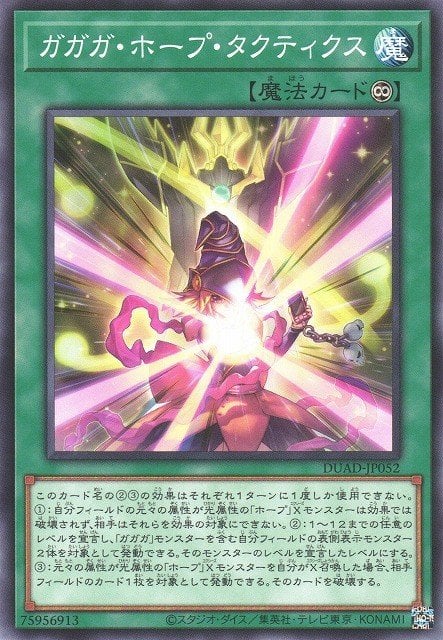 ガガガ・ホープ・タクティクス
魔
【魔法カード】
DUAD-JP052
このカード名の②③の効果はそれぞれ1ターンに1度しか使用できない。
①:自分フィールドの元々の属性が光属性の「ホープ」Xモンスターは効果では
破壊されず、相手はそれらを効果の対象にできない。②:1~12までの任意の
レベルを宣言し、「ガガガ」モンスターを含む自分フィールドの表側表示モンスター
2体を対象として発動できる。そのモンスターのレベルを宣言したレベルにする。
③:元々の属性が光属性の「ホープ」Xモンスターを自分がX召喚した場合、相手
フィールドのカード1枚を対象として発動できる。そのカードを破壊する。
75956913
©スタジオ・ダイス/集英社・テレビ東京・KONAMI